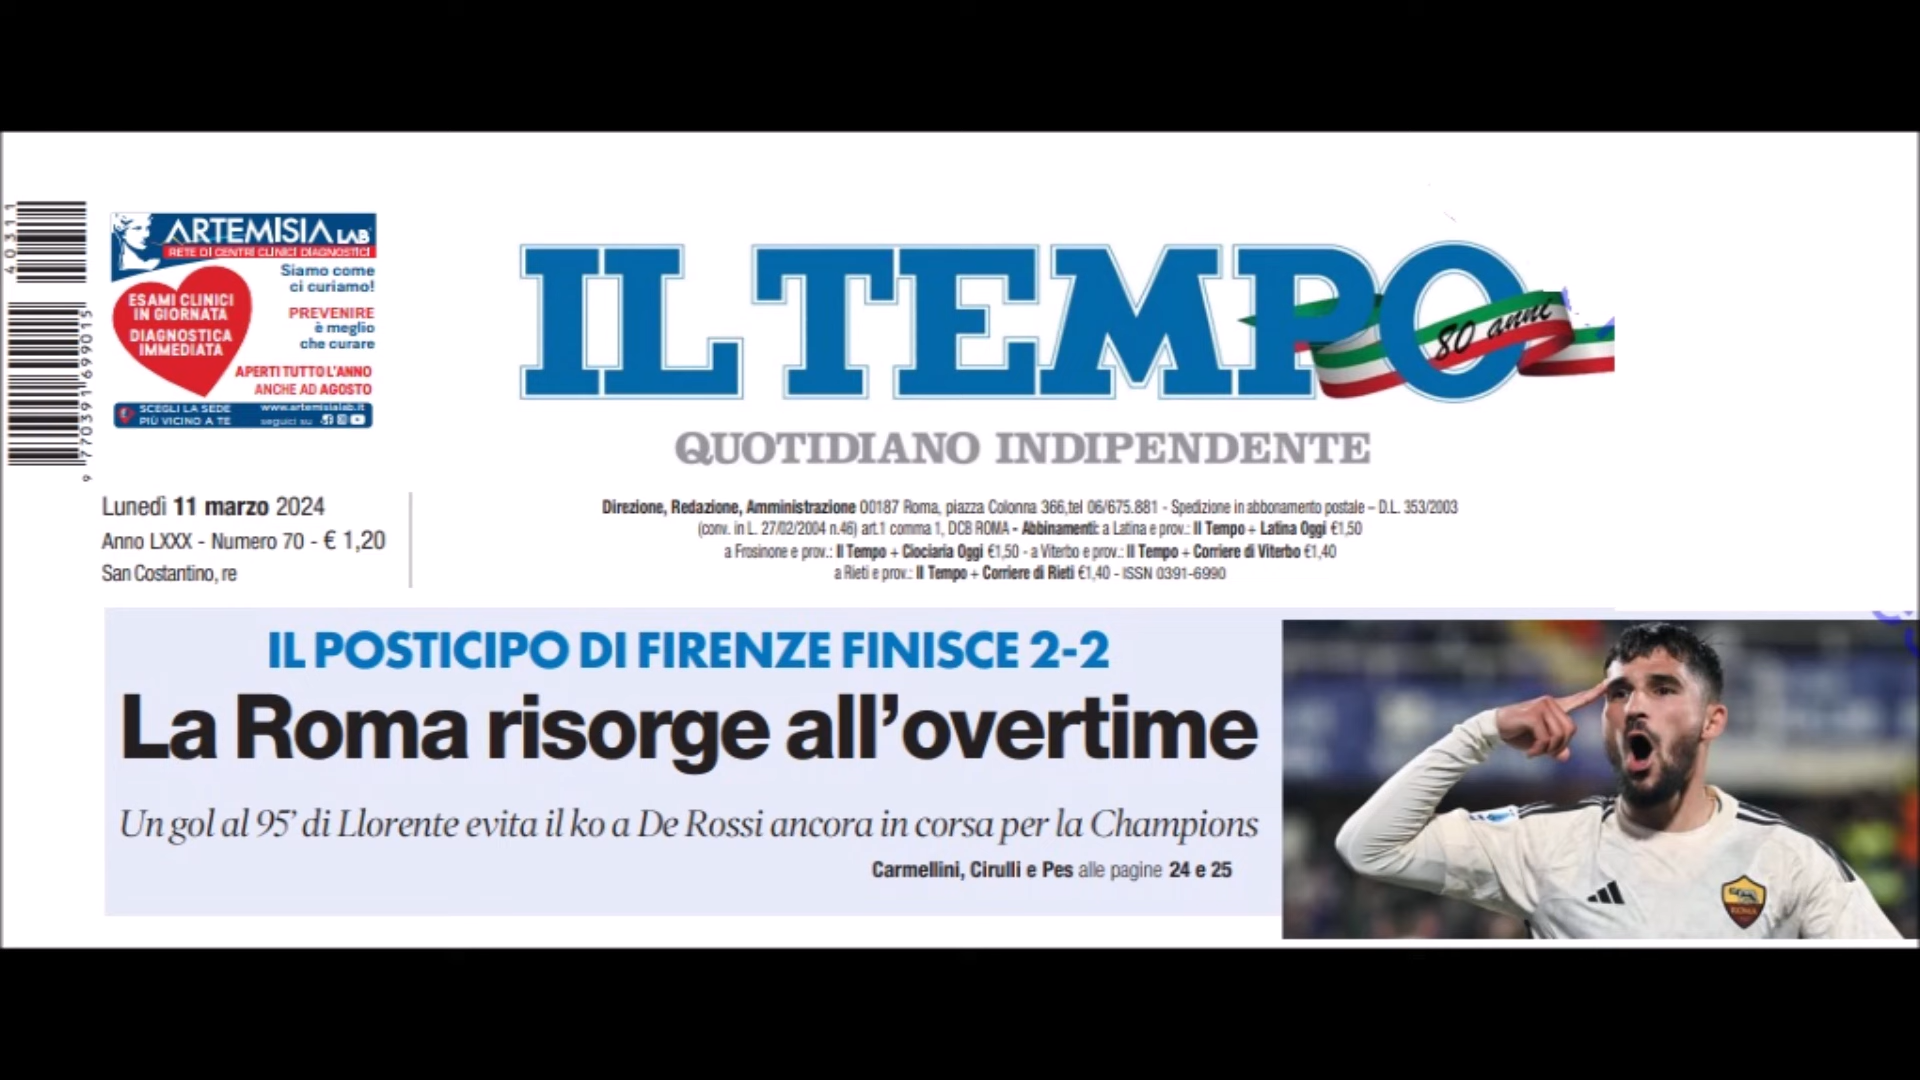 40311
9 770391 699015
ARTEMISIA LAB
RETE DI CENTRI CLINICI DIAGNOSTICI
Siamo come
ci curiamo!
ESAMI CLINICI
IN GIORNATA
DIAGNOSTICA
IMMEDIATA
PREVENIRE
è meglio
che curare
APERTI TUTTO L'ANNO
ANCHE AD AGOSTO
SCEGLI LA SEDE
PIÙ VICINO A TE
www.artemisialab.it
seguici su
IL TEMPO
80 anni
QUOTIDIANO INDIPENDENTE
Lunedì 11 marzo 2024
Anno LXXX - Numero 70 - € 1,20
San Costantino, re
Direzione, Redazione, Amministrazione 00187 Roma, piazza Colonna 366,tel 06/675.881 - Spedizione in abbonamento postale – D.L. 353/2003
(conv. in L. 27/02/2004 n.46) art.1 comma 1, DCB ROMA - Abbinamenti: a Latina e prov.: Il Tempo + Latina Oggi €1,50
a Frosinone e prov.: Il Tempo + Ciociaria Oggi €1,50 - a Viterbo e prov.: Il Tempo + Corriere di Viterbo €1,40
a Rieti e prov.: Il Tempo + Corriere di Rieti €1,40 - ISSN 0391-6990
IL POSTICIPO DI FIRENZE FINISCE 2-2
La Roma risorge all’overtime
Un gol al 95’ di Llorente evita il ko a De Rossi ancora in corsa per la Champions
Carmellini, Cirulli e Pes alle pagine 24 e 25
ROMA